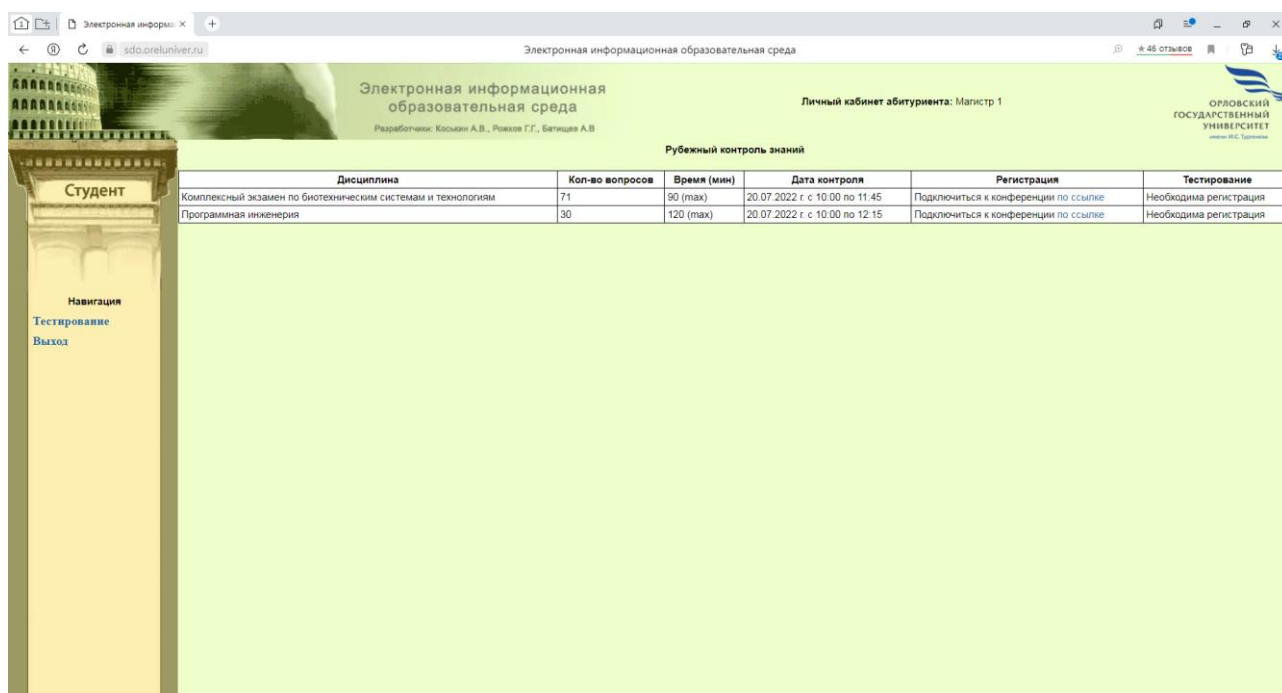 Электронная информа
sdo.oreluniver.ru
Электронная информационная образовательная среда
46 отзывов
Электронная информационная
образовательная среда
Разработчики: Коськин А.В., Рожков Г.Г., Батищев А.В
Личный кабинет абитуриента: Магистр 1
ОРЛОВСКИЙ
ГОСУДАРСТВЕННЫЙ
УНИВЕРСИТЕТ
имени И.С. Тургенева
Рубежный контроль знаний
Студент
Дисциплина Кол-во вопросов Время (мин) Дата контроля Регистрация Тестирование
Комплексный экзамен по биотехническим системам и технологиям 71 90 (max) 20.07.2022 г. с 10:00 по 11:45 Подключиться к конференции по ссылке Необходима регистрация
Программная инженерия 30 120 (max) 20.07.2022 г. с 10:00 по 12:15 Подключиться к конференции по ссылке Необходима регистрация
Навигация
Тестирование
Выход